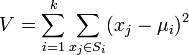 V = \sum_{i=1}^{k} \sum_{x_j \in S_i} (x_j - \mu_i)^2